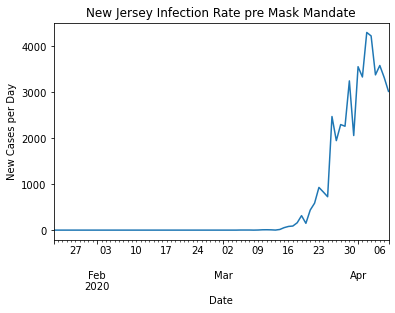 New Jersey Infection Rate pre Mask Mandate
4000
3000
2000
1000
0
New Cases per Day
27 03 10 17 24 02 09 16 23 30 06
Feb Mar Apr
2020
Date